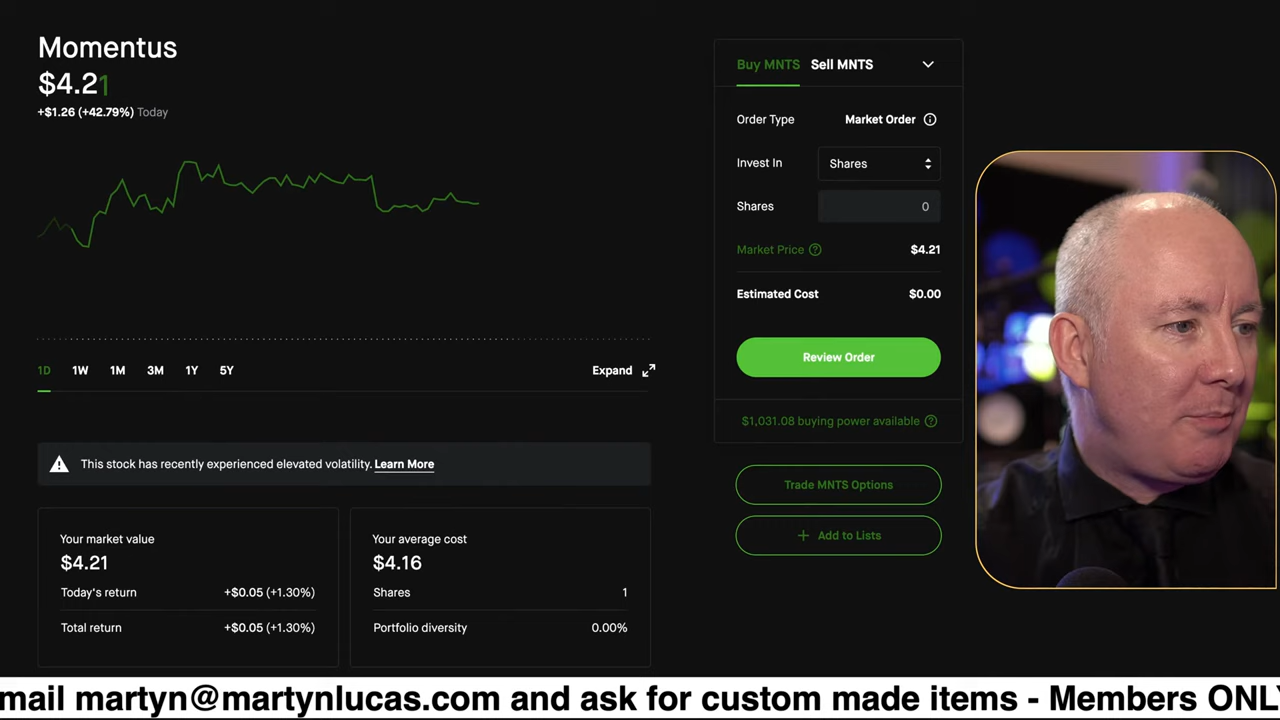 Momentus
$4.21
+$1.26 (+42.79%) Today
1D 1W 1M 3M 1Y 5Y Expand
This stock has recently experienced elevated volatility. Learn More
Your market value
$4.21
Today's return +$0.05 (+1.30%)
Total return +$0.05 (+1.30%)
Your average cost
$4.16
Shares 1
Portfolio diversity 0.00%
Buy MNTS Sell MNTS
Order Type Market Order
Invest In Shares
Shares 0
Market Price $4.21
Estimated Cost $0.00
Review Order
$1,031.08 buying power available
Trade MNTS Options
+ Add to Lists
mail martyn@martynlucas.com and ask for custom made items - Members ONL